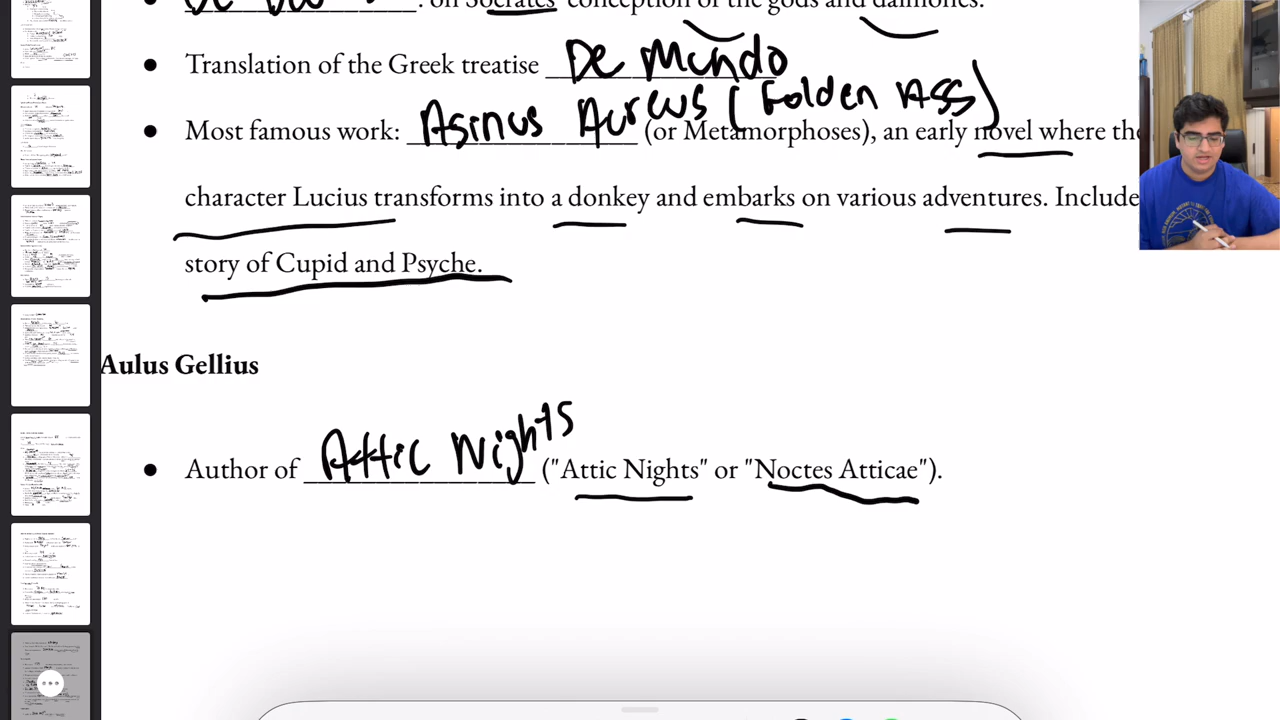 : on Socrates' conception of the gods and daimones.
Translation of the Greek treatise De Mundo
Most famous work: Asinus Aureus (Golden Ass) (or Metamorphoses), an early novel where the
character Lucius transforms into a donkey and embarks on various adventures. Include
story of Cupid and Psyche.
Aulus Gellius
Author of Attic Nights ("Attic Nights" or "Noctes Atticae").